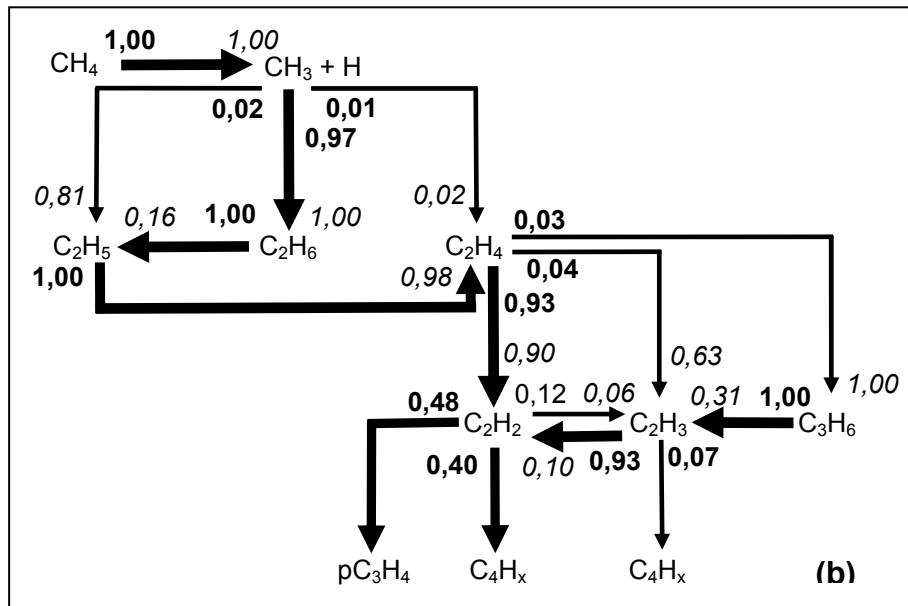 1,00 1,00
CH4 CH3 + H
0,02 0,01
0,97
0,81 0,16 1,00 1,00 0,02 0,03
C2H5 C2H6 C2H4
1,00 0,98 0,04
0,93
0,90 0,63
0,48 0,12 0,06 0,31 1,00 1,00
C2H2 C2H3 C3H6
0,40 0,10 0,93 0,07
pC3H4 C4Hx C4Hx (b)